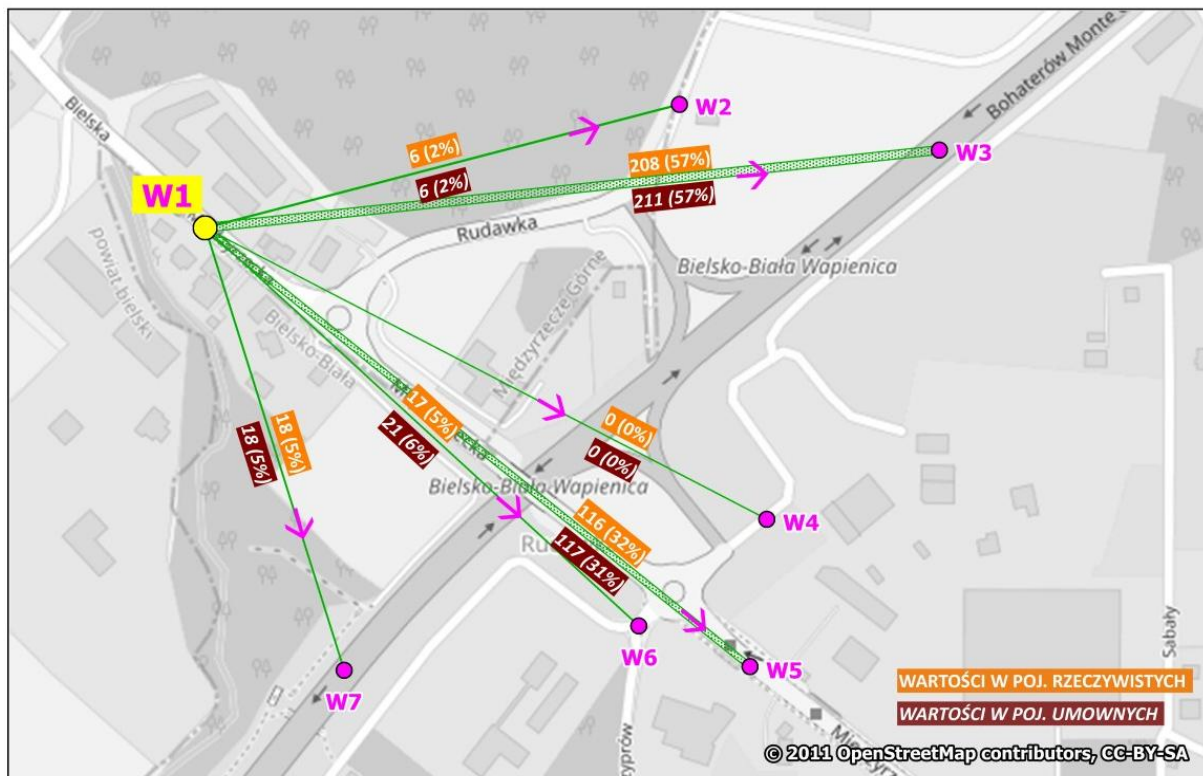 Bielska
W1
6 (2%)
6 (2%)
W2
208 (57%)
211 (57%)
W3
Bohaterów Monte
Rudawka
Bielsko-Biała Wapienica
powiat bielski
Bielsko-Biała
Międzyrzecze Górne
18 (5%)
18 (5%)
17 (5%)
21 (6%)
0 (0%)
0 (0%)
W4
Bielsko-Biała Wapienica
116 (32%)
117 (31%)
W6
W5
W7
Sabały
zyprów
WARTOŚCI W POJ. RZECZYWISTYCH
WARTOŚCI W POJ. UMOWNYCH
© 2011 OpenStreetMap contributors, CC-BY-SA